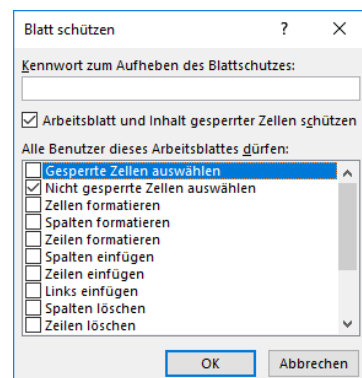 Blatt schützen
Kennwort zum Aufheben des Blattschutzes:
Arbeitsblatt und Inhalt gesperrter Zellen schützen
Alle Benutzer dieses Arbeitsblattes dürfen:
Gesperrte Zellen auswählen
Nicht gesperrte Zellen auswählen
Zellen formatieren
Spalten formatieren
Zeilen formatieren
Spalten einfügen
Zeilen einfügen
Links einfügen
Spalten löschen
Zeilen löschen
OK Abbrechen